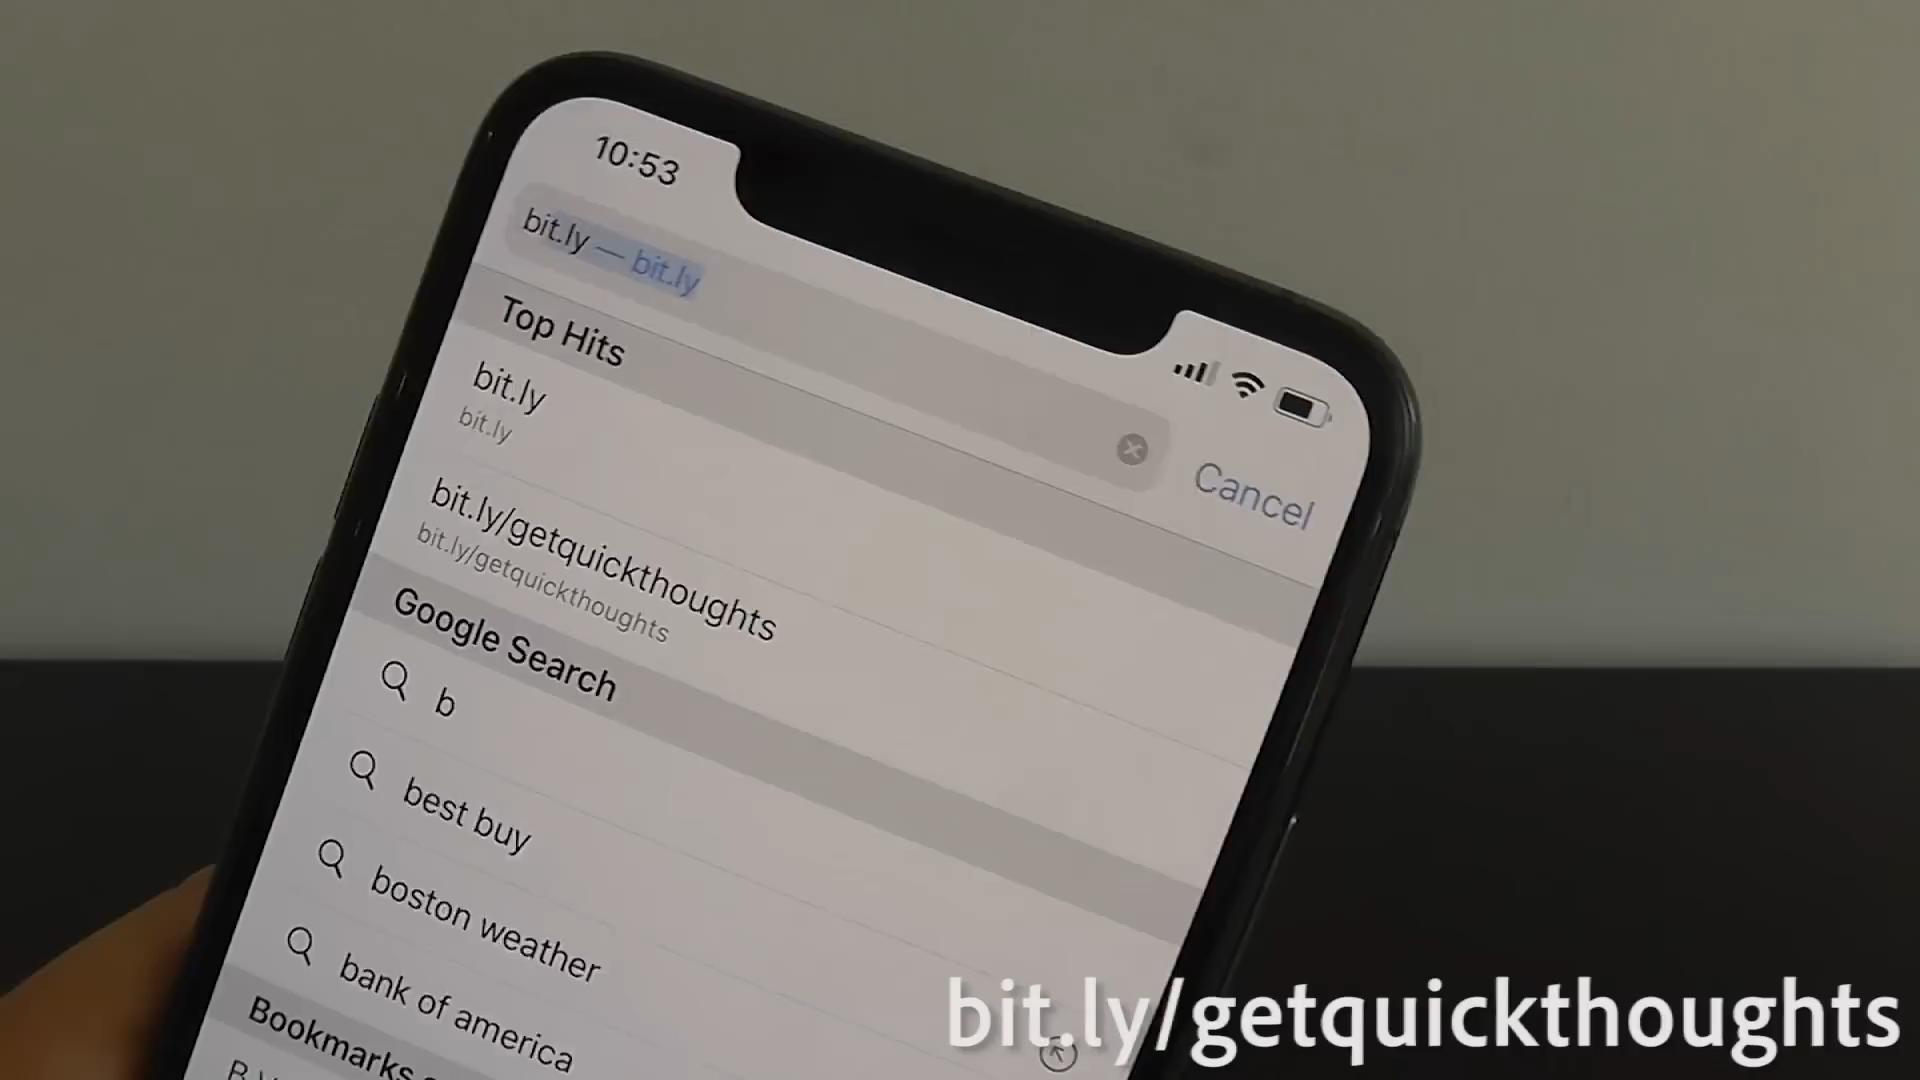 10:53
bit.ly — bit.ly
Cancel
Top Hits
bit.ly
bit.ly
bit.ly/getquickthoughts
bit.ly/getquickthoughts
Google Search
b
best buy
boston weather
bank of america
Bookmarks
bit.ly/getquickthoughts